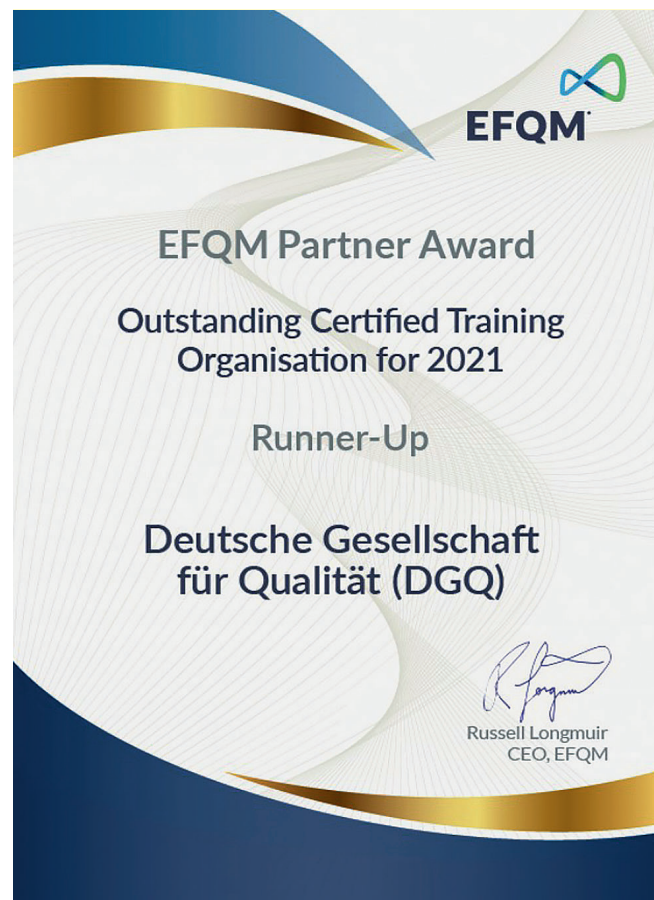 EFQM
EFQM Partner Award
Outstanding Certified Training
Organisation for 2021
Runner-Up
Deutsche Gesellschaft
für Qualität (DGQ)
Russell Longmuir
CEO, EFQM